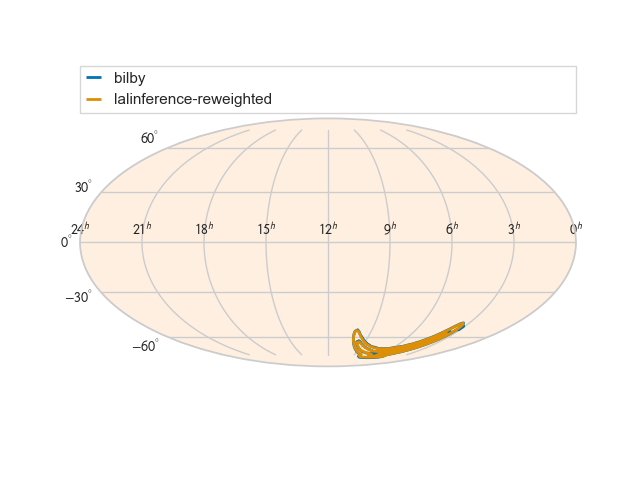 bilby
lalinference-reweighted
60°
30°
0°
24h
21h
18h
15h
12h
9h
6h
3h
0h
−30°
−60°